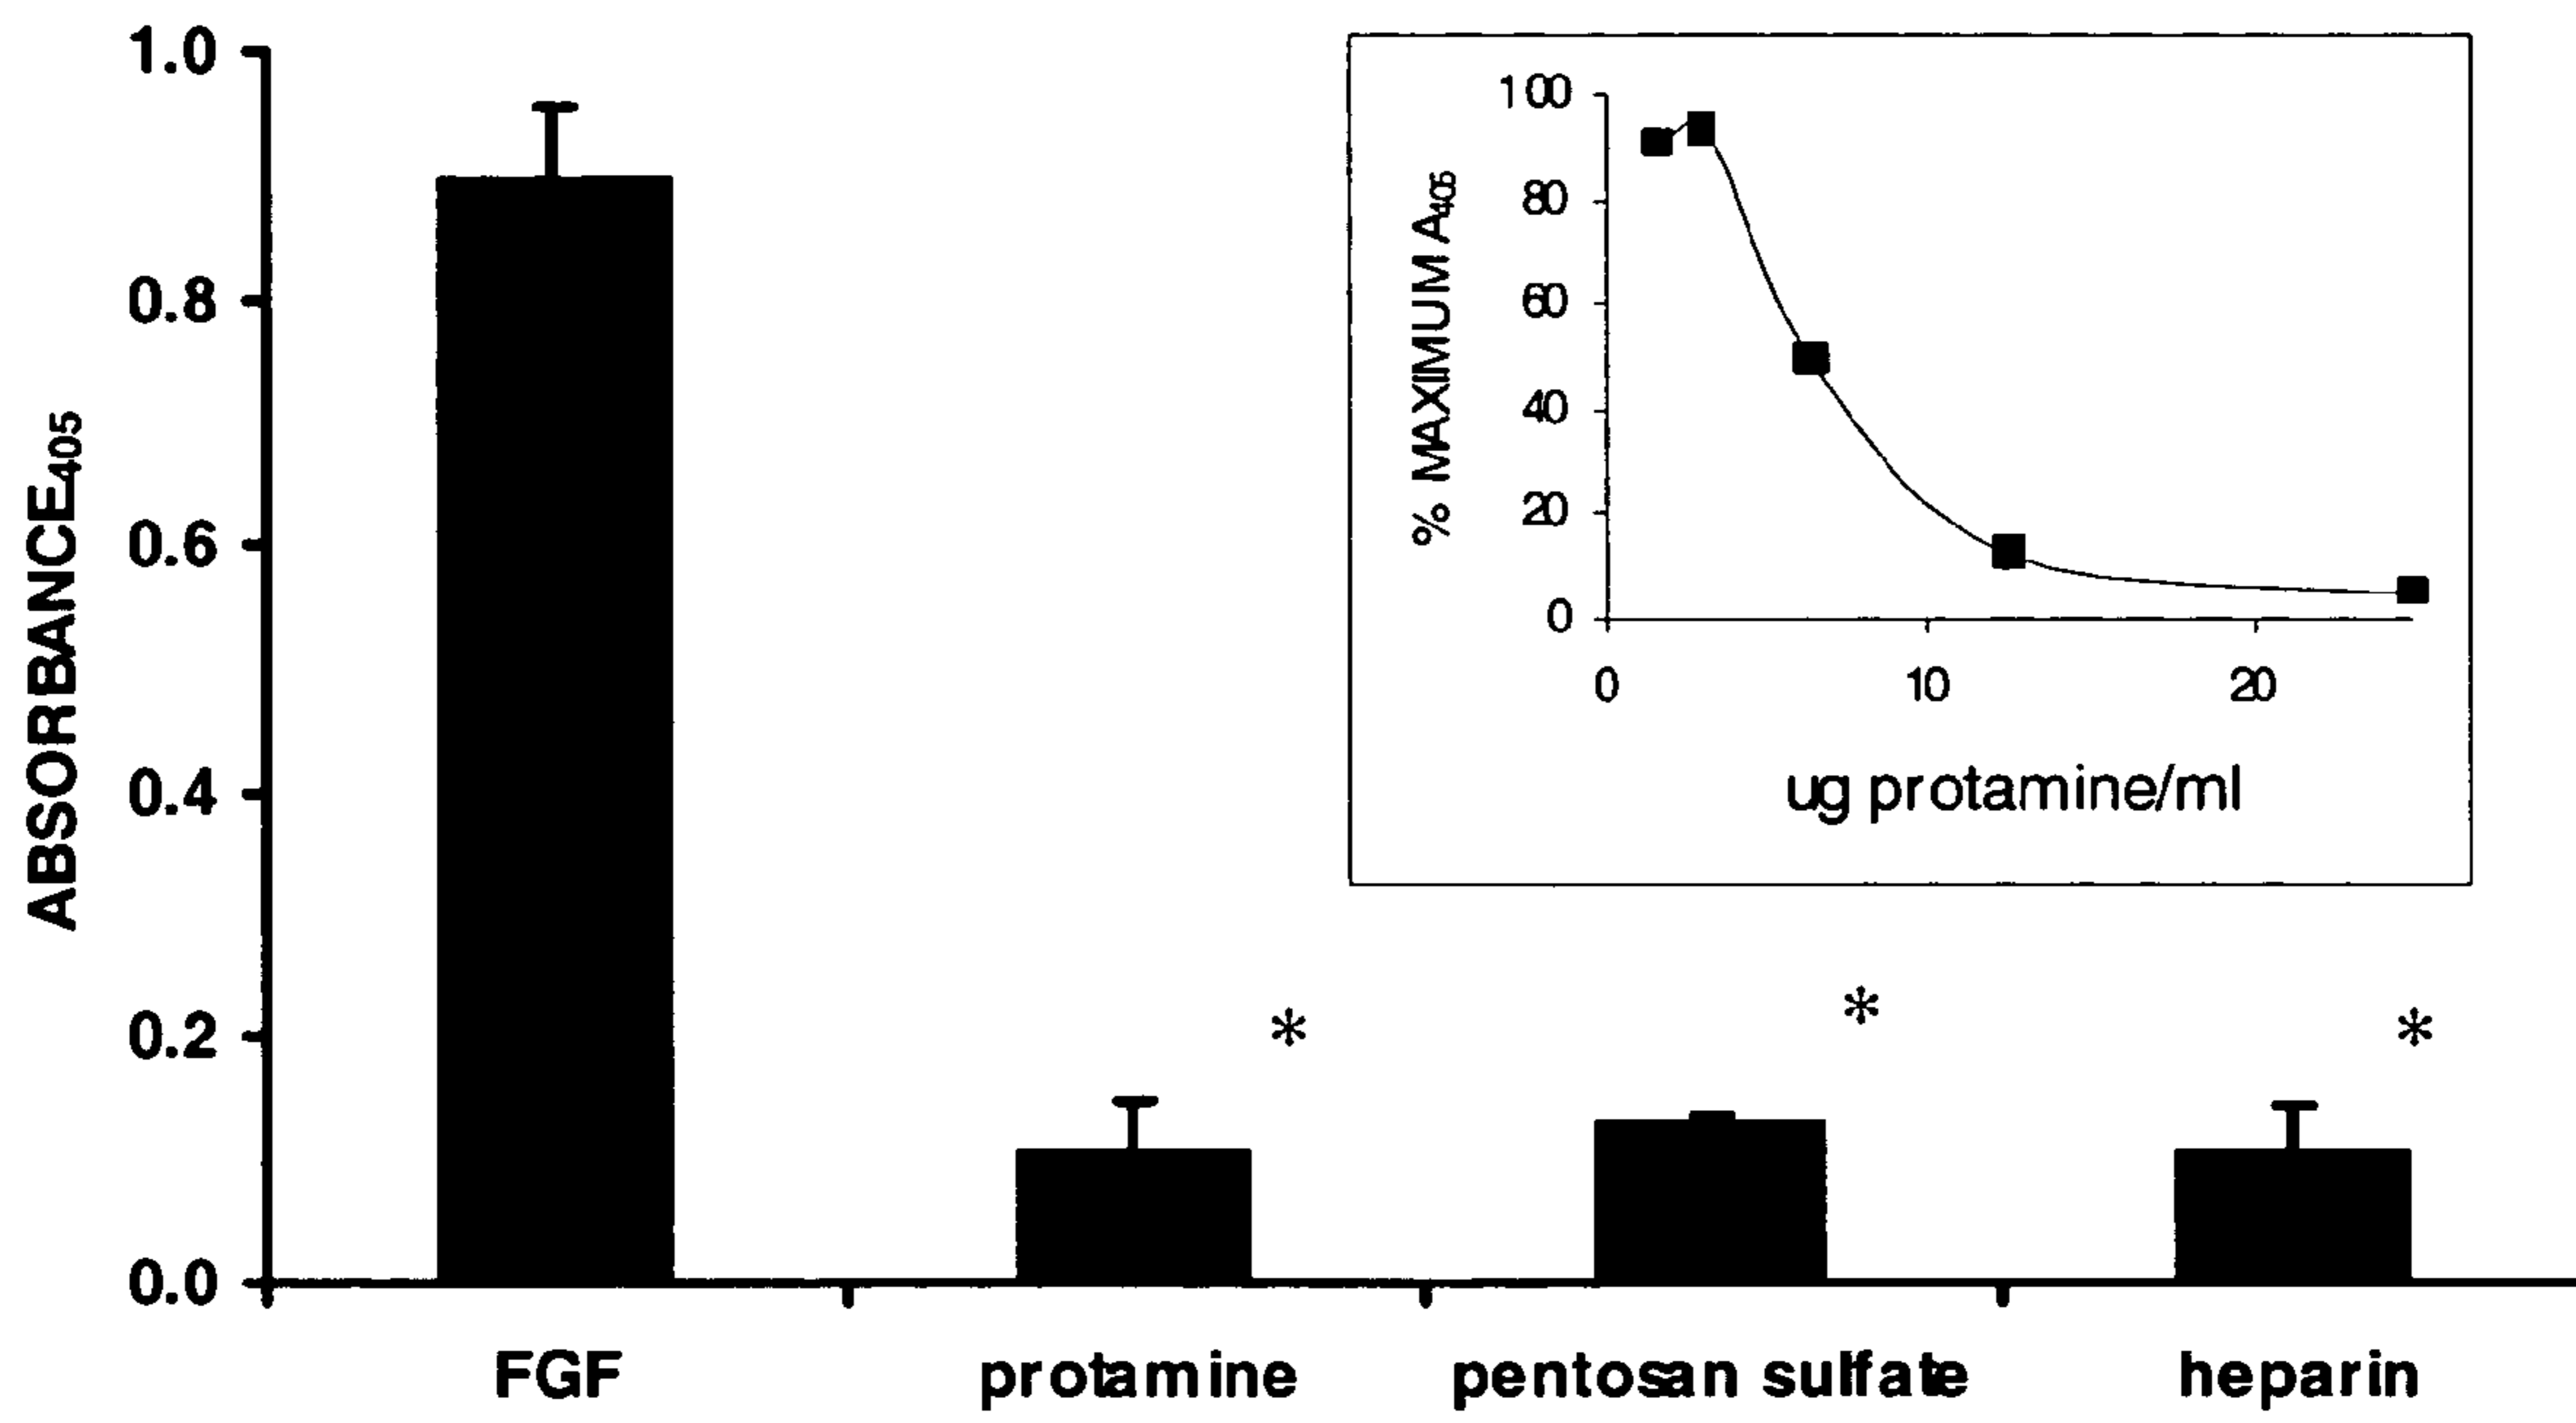 ABSORBANCE405
1.0
0.8
0.6
0.4
0.2
0.0
FGF
protamine
pentosan sulfate
heparin
*
*
*
% MAXIMUM A405
100
80
60
40
20
0
0
10
20
ug protamine/ml